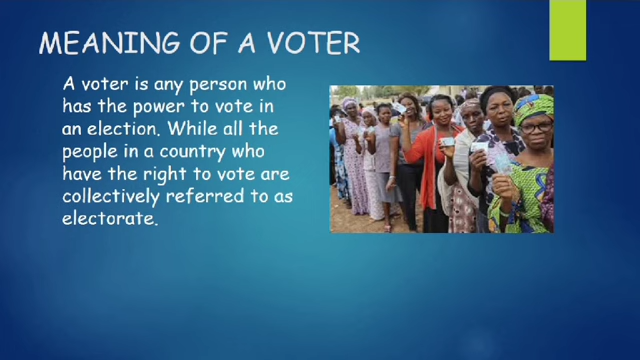 MEANING OF A VOTER
A voter is any person who
has the power to vote in
an election. While all the
people in a country who
have the right to vote are
collectively referred to as
electorate.